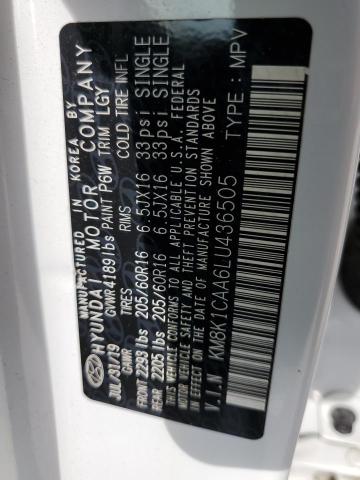 MANUFACTURED IN KOREA BY
HYUNDAI MOTOR COMPANY
JUL/31/19 GVWR 4189 lbs PAINT P6W TRIM LGY
GAWR TIRES RIMS COLD TIRE INFL
FRONT 2293 lbs 205/60R16 6.5JX16 33psi SINGLE
REAR 2205 lbs 205/60R16 6.5JX16 33psi SINGLE
THIS VEHICLE CONFORMS TO ALL APPLICABLE U.S.A. FEDERAL
MOTOR VEHICLE SAFETY AND THEFT PREVENTION STANDARDS
IN EFFECT ON THE DATE OF MANUFACTURE SHOWN ABOVE
V.I.N KM8K1CAA6LU436505 TYPE : MPV